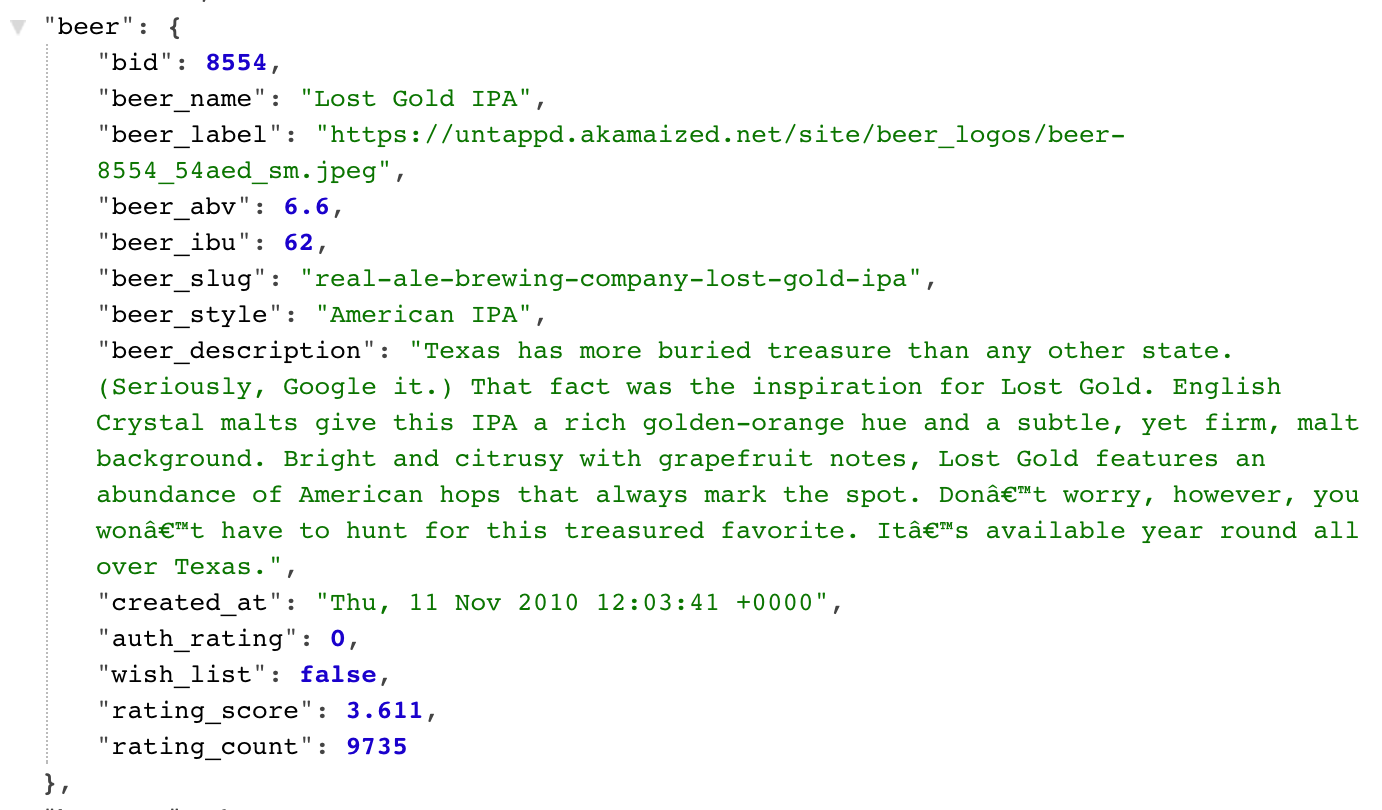 "beer": {
"bid": 8554,
"beer_name": "Lost Gold IPA",
"beer_label": "https://untappd.akamaized.net/site/beer_logos/beer-
8554_54aed_sm.jpeg",
"beer_abv": 6.6,
"beer_ibu": 62,
"beer_slug": "real-ale-brewing-company-lost-gold-ipa",
"beer_style": "American IPA",
"beer_description": "Texas has more buried treasure than any other state.
(Seriously, Google it.) That fact was the inspiration for Lost Gold. English
Crystal malts give this IPA a rich golden-orange hue and a subtle, yet firm, malt
background. Bright and citrusy with grapefruit notes, Lost Gold features an
abundance of American hops that always mark the spot. Donâ€™t worry, however, you
wonâ€™t have to hunt for this treasured favorite. Itâ€™s available year round all
over Texas.",
"created_at": "Thu, 11 Nov 2010 12:03:41 +0000",
"auth_rating": 0,
"wish_list": false,
"rating_score": 3.611,
"rating_count": 9735
},